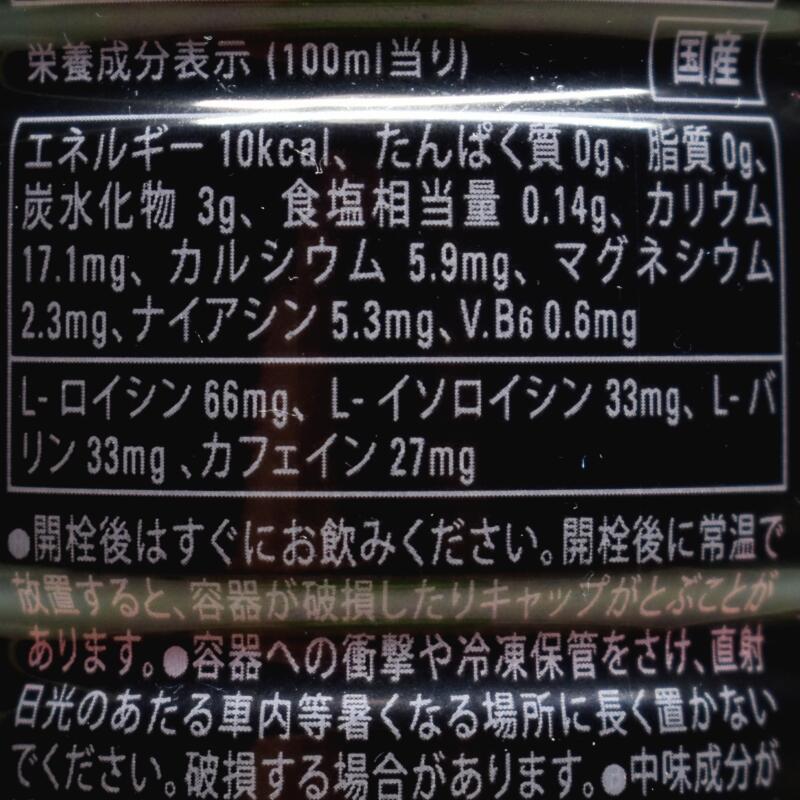 栄養成分表示 (100ml当り)
国産
エネルギー 10kcal、たんぱく質 0g、脂質 0g、
炭水化物 3g、食塩相当量 0.14g、カリウム
17.1mg、カルシウム 5.9mg、マグネシウム
2.3mg、ナイアシン 5.3mg、V.B6 0.6mg
L-ロイシン 66mg、L-イソロイシン 33mg、L-バ
リン 33mg、カフェイン 27mg
●開栓後はすぐにお飲みください。開栓後に常温で
放置すると、容器が破損したりキャップがとぶことが
あります。●容器への衝撃や冷凍保管をさけ、直射
日光のあたる車内等暑くなる場所に長く置かない
でください。破損する場合があります。●中味成分が